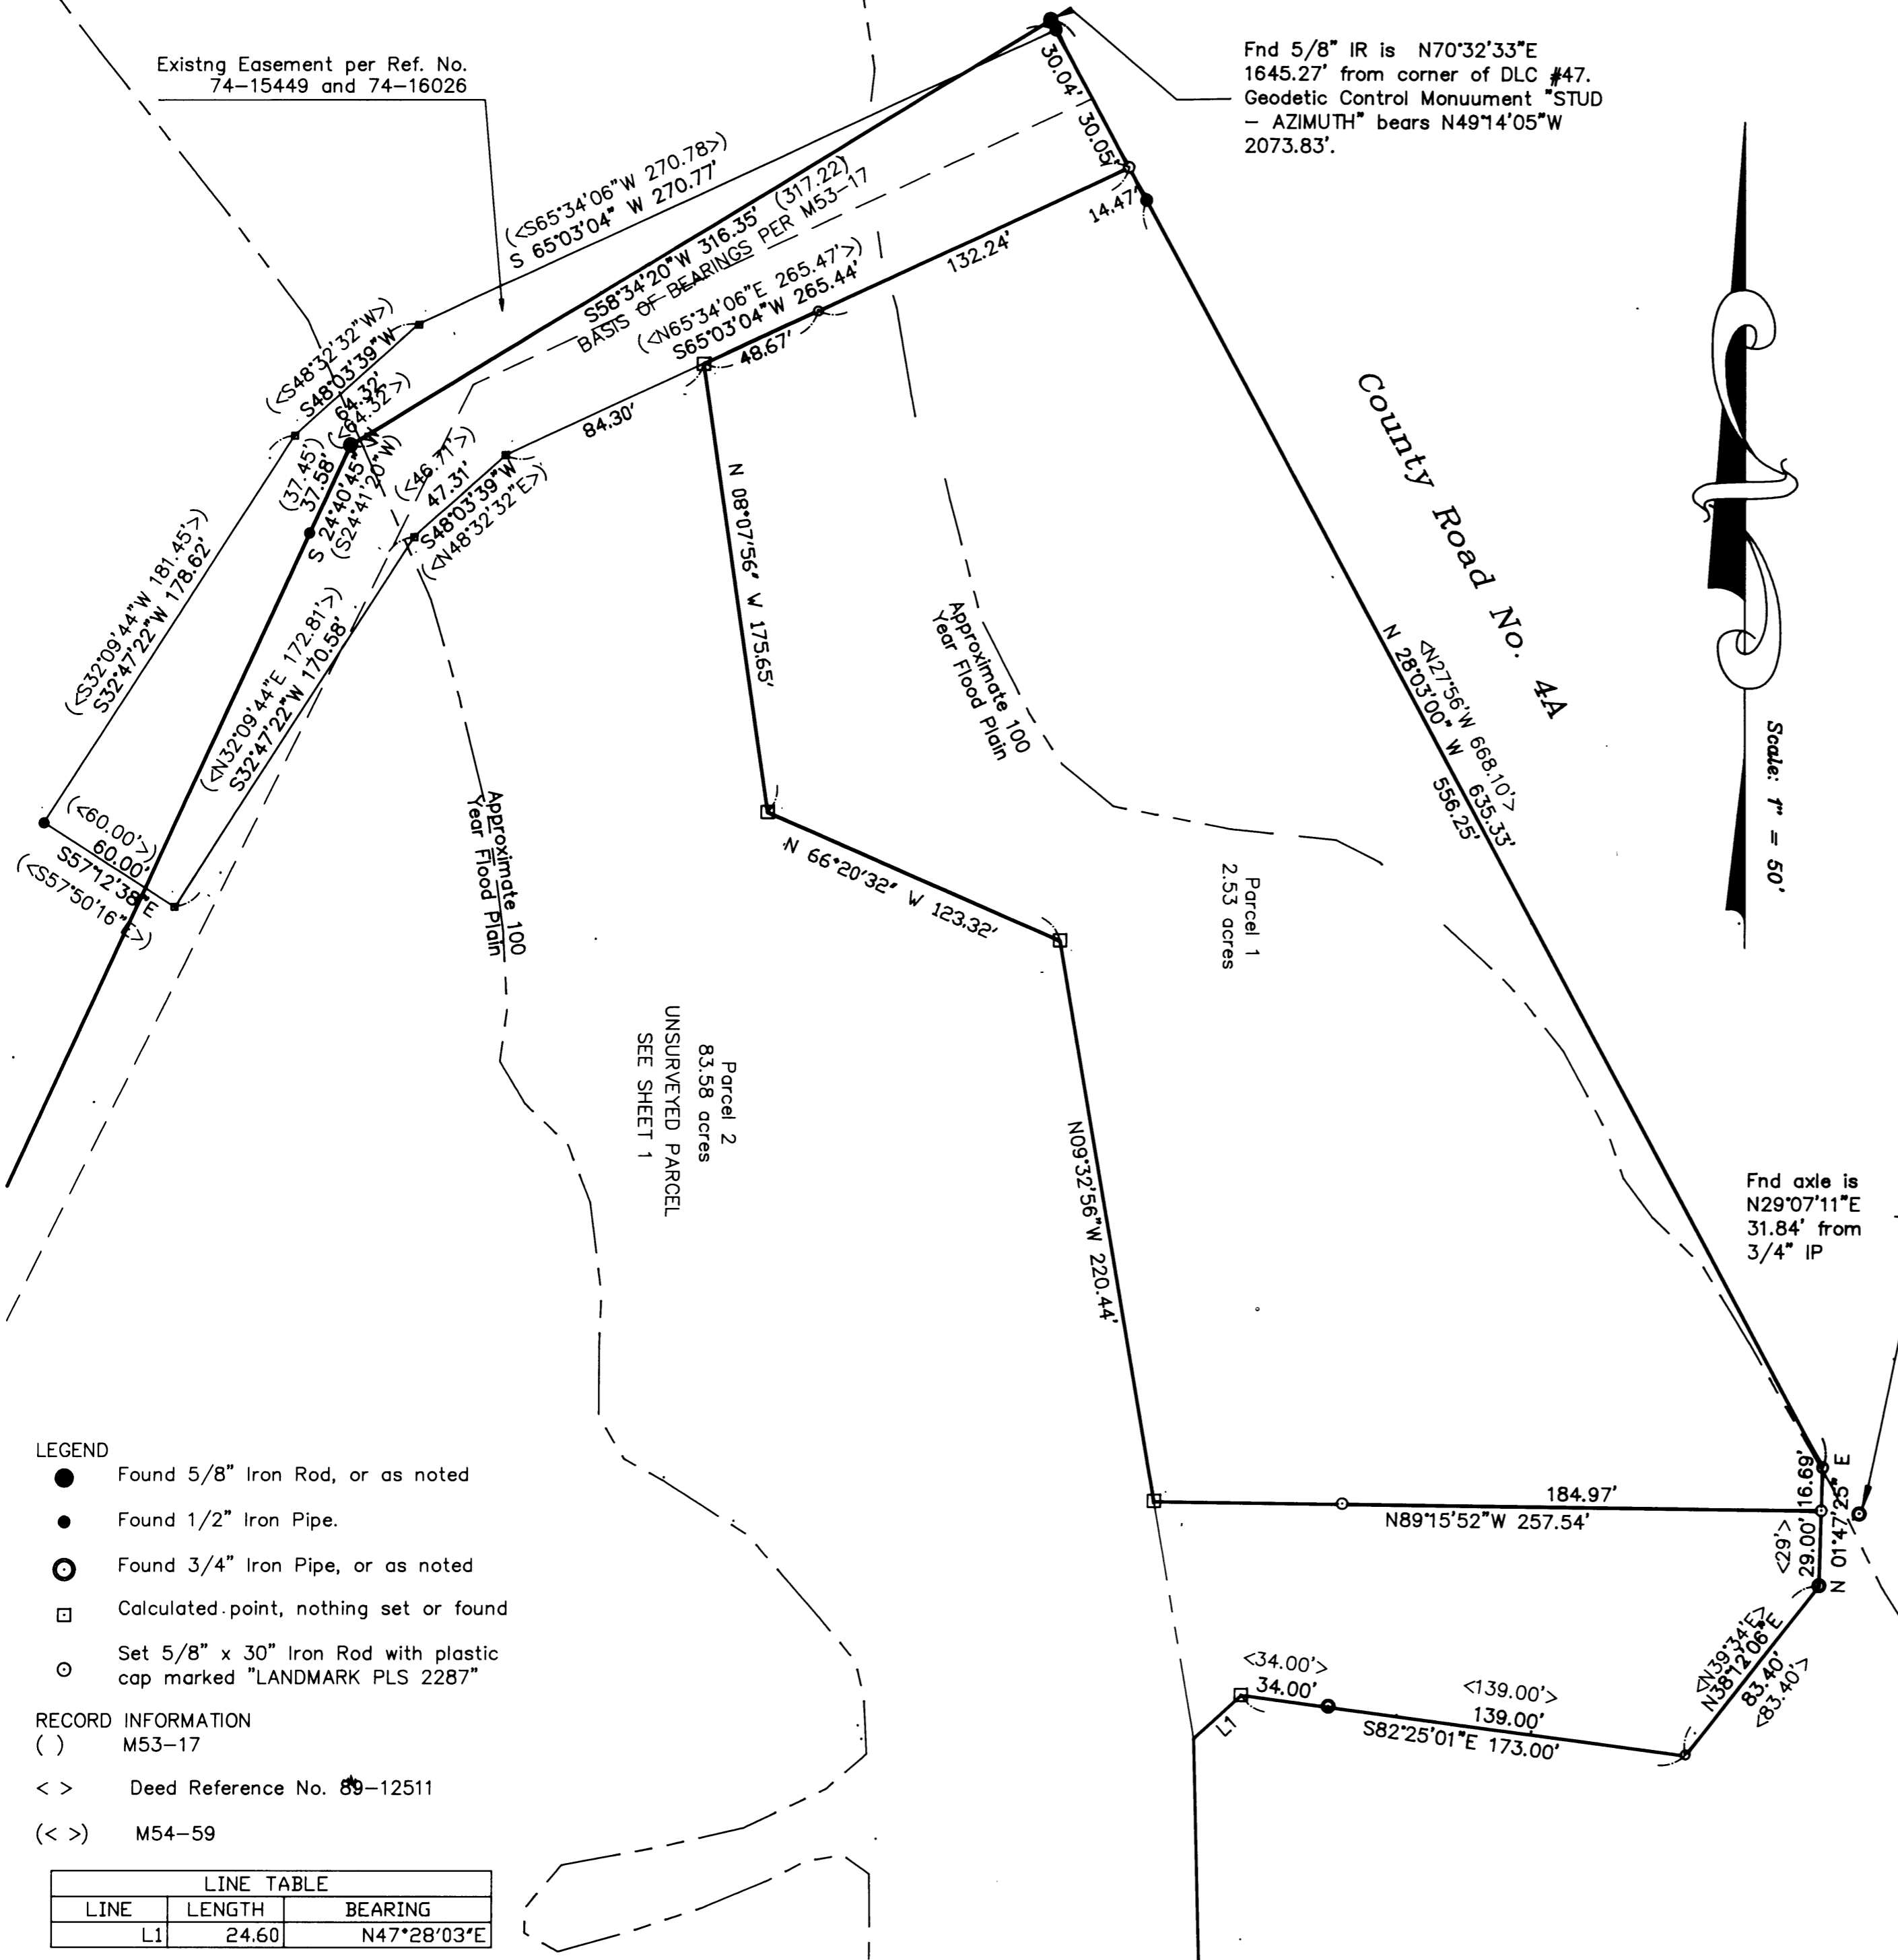 Existng Easement per Ref. No.
74-15449 and 74-16026
Fnd 5/8" IR is N70°32'33"E
1645.27' from corner of DLC #47.
Geodetic Control Monuument "STUD
- AZIMUTH" bears N49°14'05"W
2073.83'.
30.04'
30.05'
14.47'
(<S65°34'06"W 270.78>)
S 65°03'04" W 270.77'
S58°34'20"W 316.35' (317.22)
BASIS OF BEARINGS PER M53-17
(<N65°34'06"E 265.47'>)
S65°03'04"W 265.44'
132.24'
48.67'
84.30'
(<S48°32'32"W>)
S48°03'39"W
64.32'
(<64.32'>)
(37.45')
37.58'
S 24°40'45"W
(S24°41'20"W)
(<46.71'>)
47.31'
S48°03'39"W
(<N48°32'32"E>)
(<S32°09'44"W 181.45'>)
S32°47'22"W 178.62'
(<N32°09'44"E 172.81'>)
S32°47'22"W 170.58'
(<60.00'>)
60.00'
S57°12'38"E
(<S57°50'16"E>)
N 08°07'56" W 175.65'
N 66°20'32" W 123.32'
N09°32'56"W 220.44'
Approximate 100
Year Flood Plain
Approximate 100
Year Flood Plain
County Road No. 4A
<N27°56'W 668.10'>
N 28°03'00" W 635.33'
556.25'
Scale: 1" = 50'
Parcel 1
2.53 acres
Parcel 2
83.58 acres
UNSURVEYED PARCEL
SEE SHEET 1
Fnd axle is
N29°07'11"E
31.84' from
3/4" IP
184.97'
N89°15'52"W 257.54'
16.69'
29.00'
<29'>
N 01°47'25" E
<N39°34'E>
N38°12'06"E
83.40'
<83.40'>
<34.00'>
34.00'
<139.00'>
139.00'
S82°25'01"E 173.00'
L1
LEGEND
Found 5/8" Iron Rod, or as noted
Found 1/2" Iron Pipe.
Found 3/4" Iron Pipe, or as noted
Calculated point, nothing set or found
Set 5/8" x 30" Iron Rod with plastic
cap marked "LANDMARK PLS 2287"
RECORD INFORMATION
( ) M53-17
< > Deed Reference No. 89-12511
(< >) M54-59
LINE TABLE
LINE LENGTH BEARING
L1 24.60 N47°28'03"E